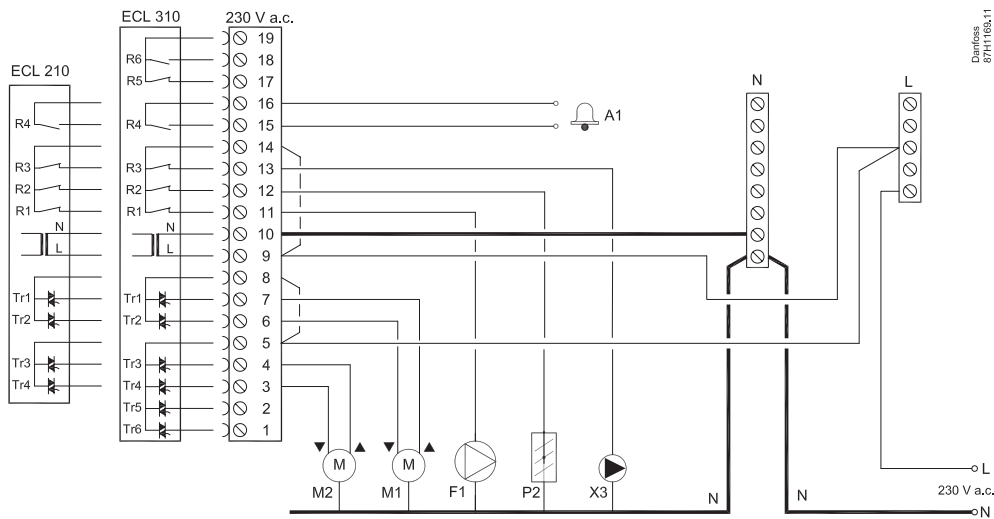 ECL 310
230 V a.c.
Danfoss
87H1169.11
ECL 210
19
R6
18
R5
17
N
L
16
A1
R4
R4
15
14
R3
R3
13
R2
R2
12
R1
R1
11
N
N
10
L
L
9
8
Tr1
Tr1
7
Tr2
Tr2
6
5
Tr3
Tr3
4
Tr4
Tr4
3
Tr5
2
Tr6
1
M
M
L
M2
M1
F1
P2
X3
N
N
230 V a.c.
N